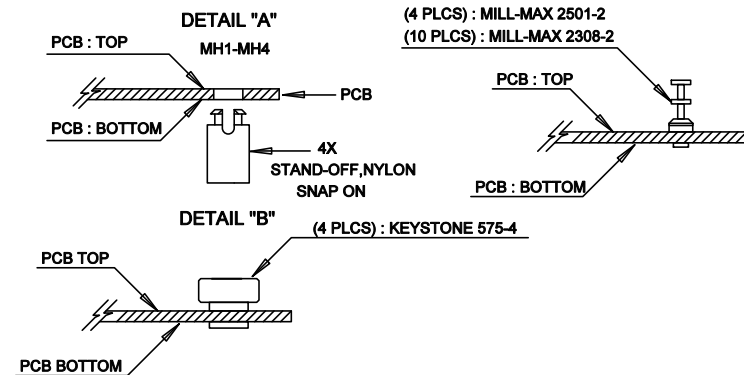 DETAIL "A"
MH1-MH4
PCB : TOP
PCB
PCB : BOTTOM
4X
STAND-OFF,NYLON
SNAP ON
(4 PLCS) : MILL-MAX 2501-2
(10 PLCS) : MILL-MAX 2308-2
PCB : TOP
PCB : BOTTOM
DETAIL "B"
(4 PLCS) : KEYSTONE 575-4
PCB TOP
PCB BOTTOM